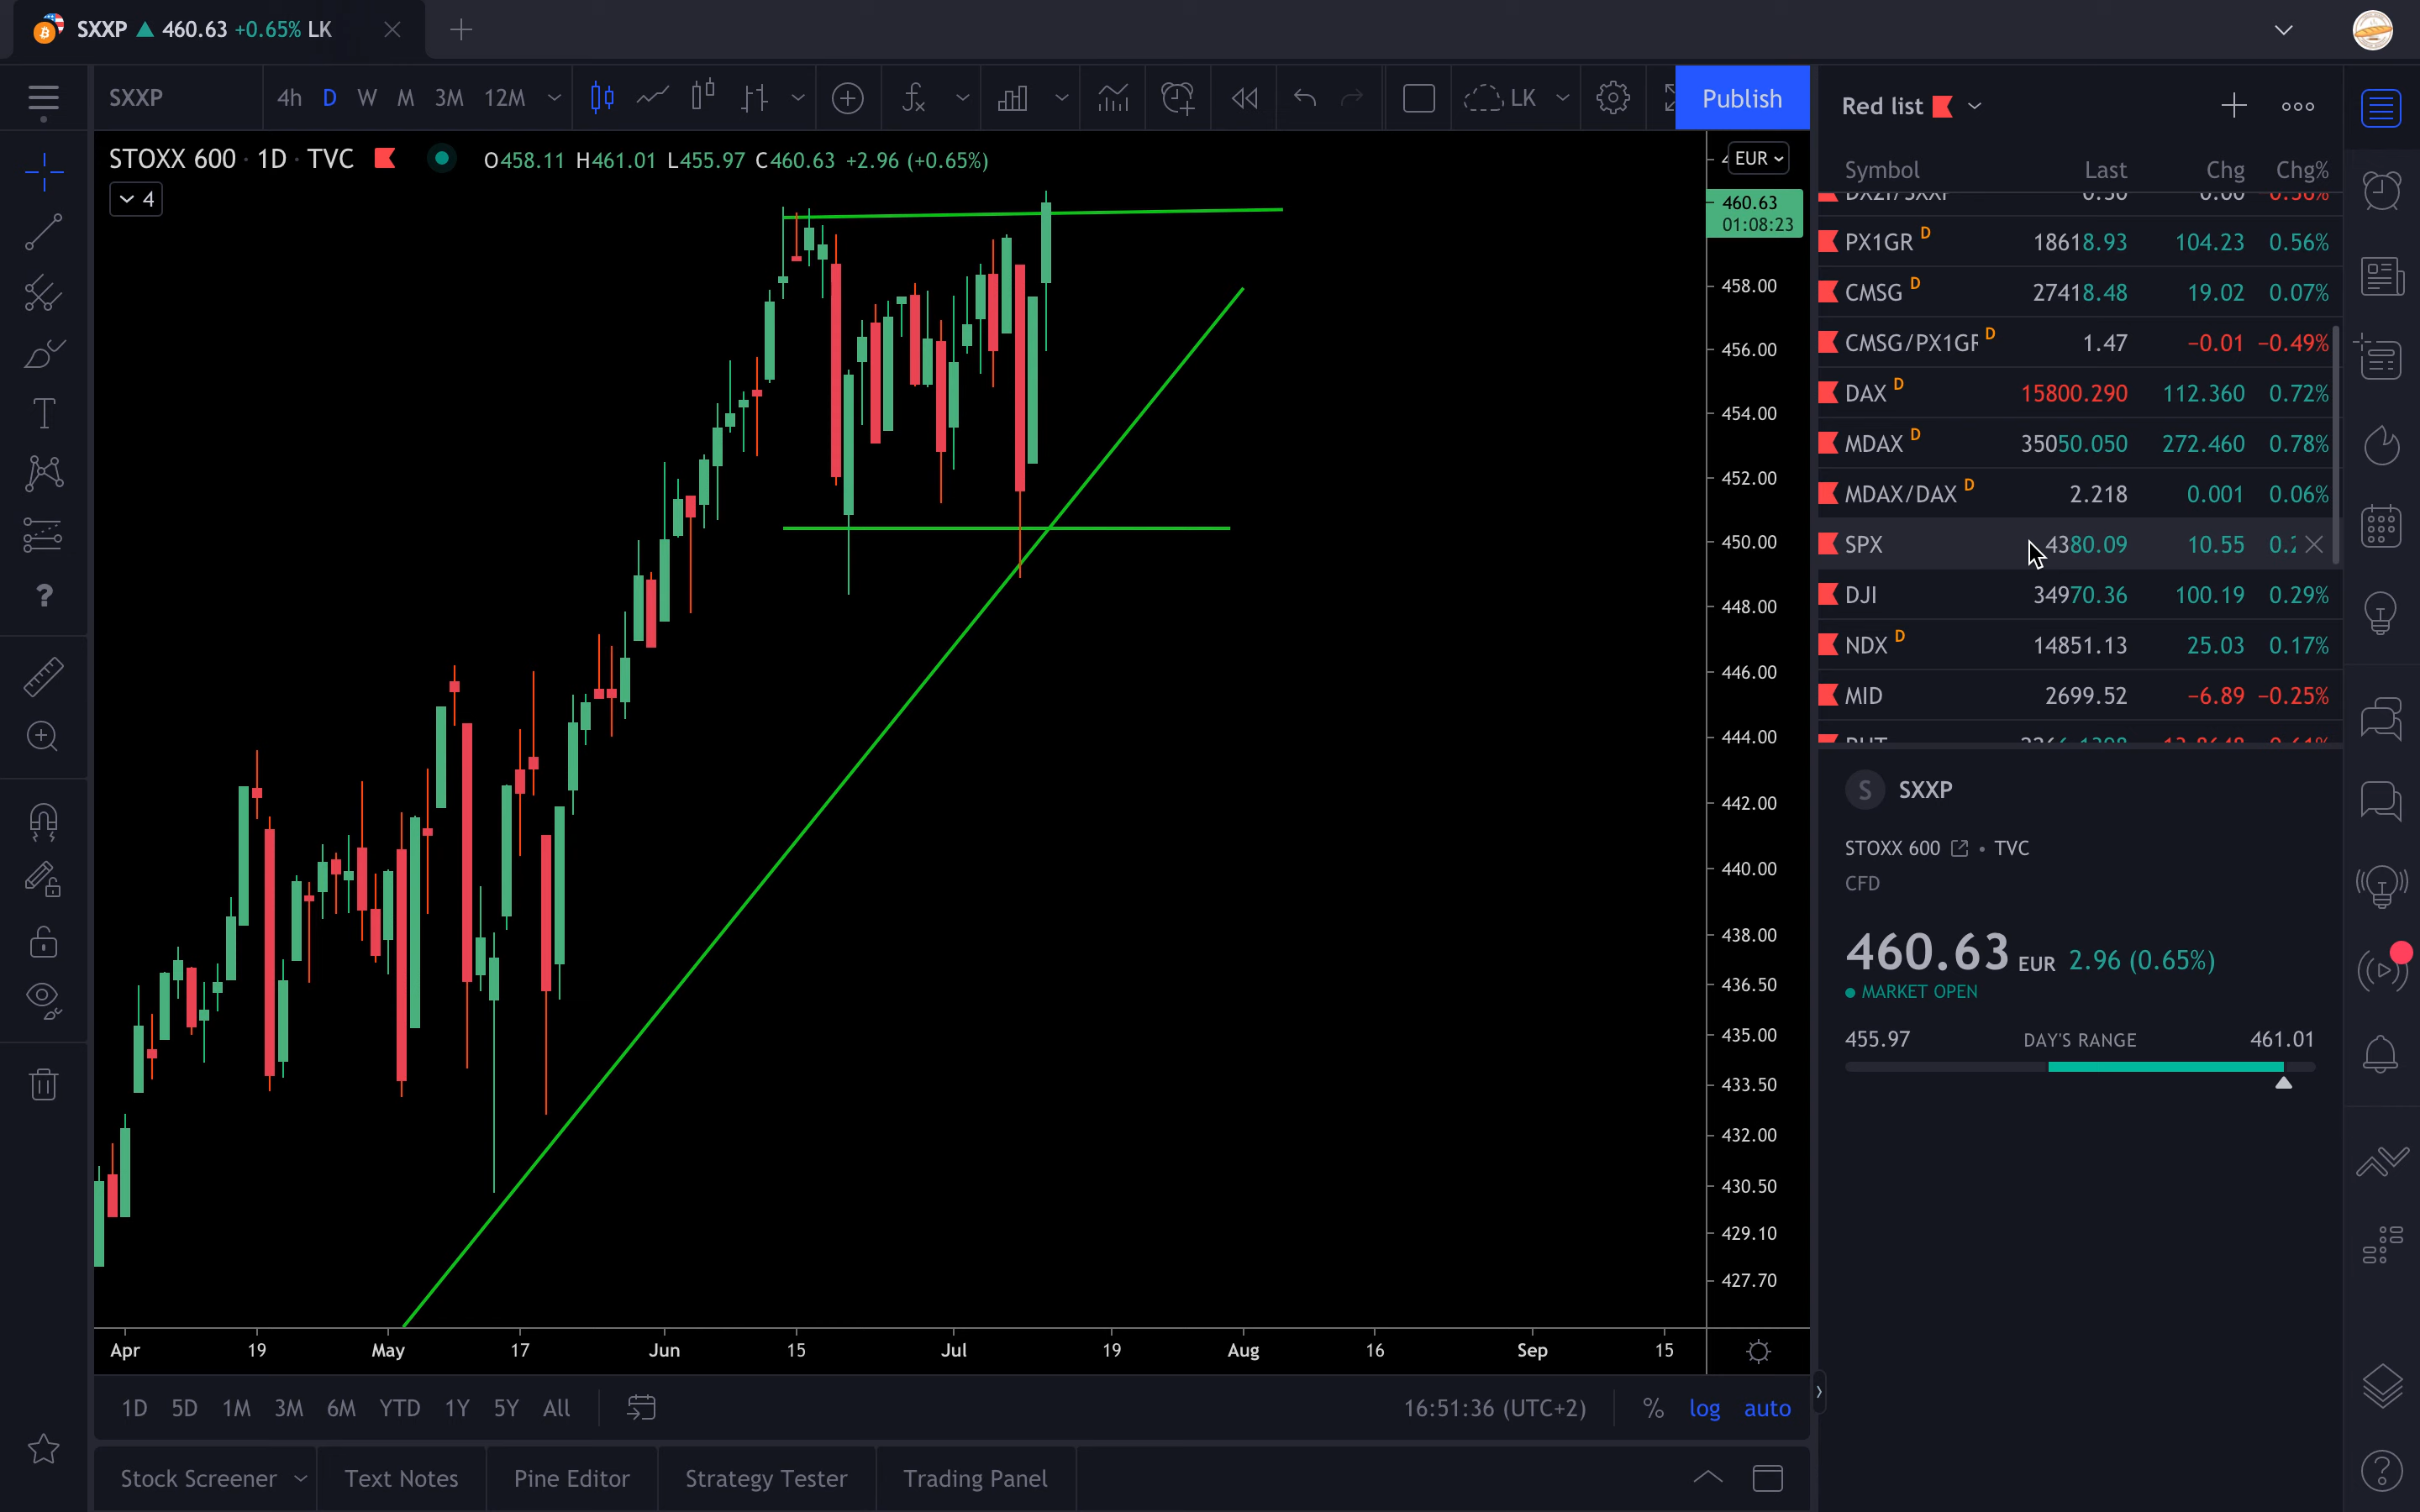 SXXP ▲ 460.63 +0.65% LK
SXXP 4h D W M 3M 12M LK Publish
STOXX 600 · 1D · TVC O458.11 H461.01 L455.97 C460.63 +2.96 (+0.65%)
4
EUR
460.63
01:08:23
458.00
456.00
454.00
452.00
450.00
448.00
446.00
444.00
442.00
440.00
438.00
436.50
435.00
433.50
432.00
430.50
429.10
427.70
Apr 19 May 17 Jun 15 Jul 19 Aug 16 Sep 15
1D 5D 1M 3M 6M YTD 1Y 5Y All 16:51:36 (UTC+2) % log auto
Stock Screener Text Notes Pine Editor Strategy Tester Trading Panel
Red list
Symbol Last Chg Chg%
PX1GR D 18618.93 104.23 0.56%
CMSG D 27418.48 19.02 0.07%
CMSG/PX1GF D 1.47 −0.01 −0.49%
DAX D 15800.290 112.360 0.72%
MDAX D 35050.050 272.460 0.78%
MDAX/DAX D 2.218 0.001 0.06%
SPX 4380.09 10.55
DJI 34970.36 100.19 0.29%
NDX D 14851.13 25.03 0.17%
MID 2699.52 −6.89 −0.25%
S SXXP
STOXX 600 • TVC
CFD
460.63 EUR 2.96 (0.65%)
MARKET OPEN
455.97 DAY'S RANGE 461.01